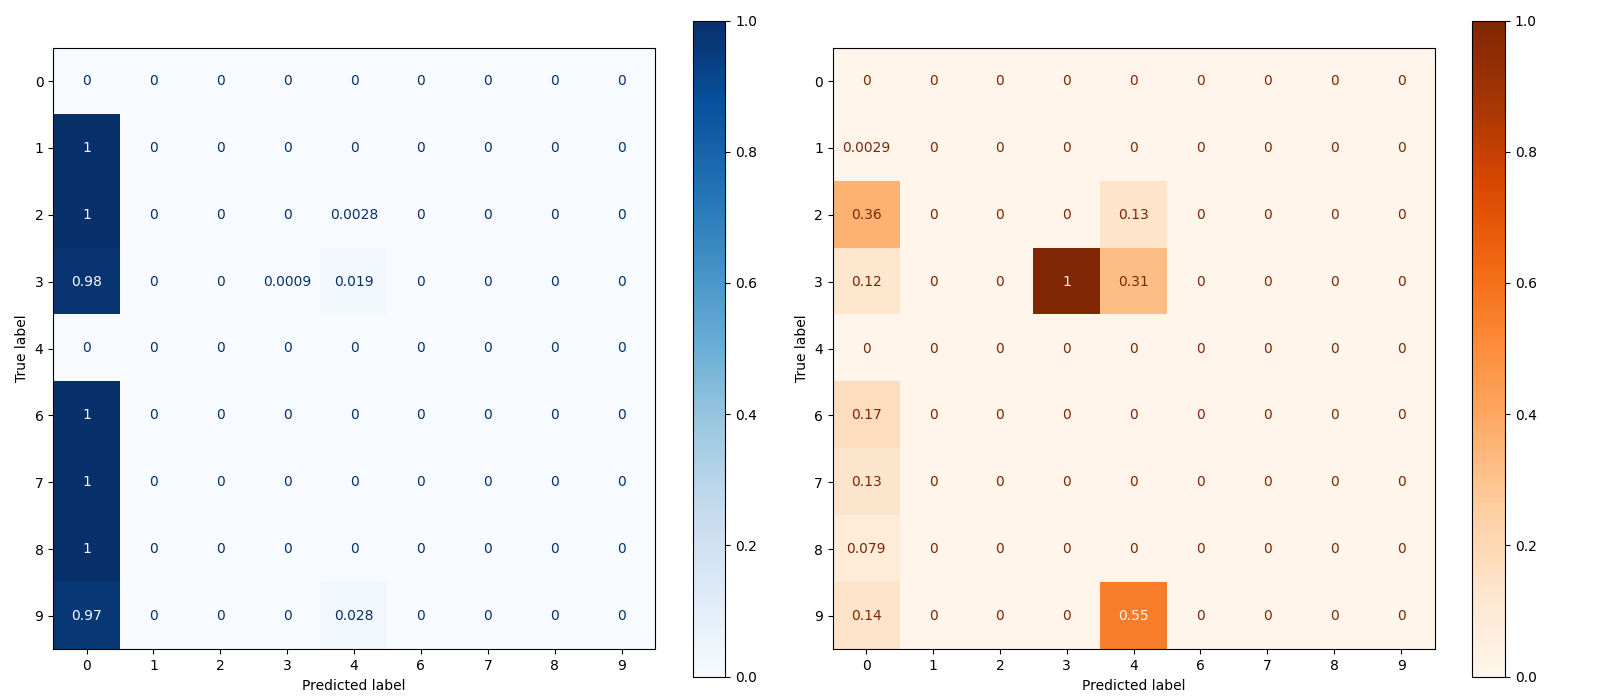 0 0 0 0 0 0 0 0 0 0
1 1 0 0 0 0 0 0 0 0
2 1 0 0 0 0.0028 0 0 0 0
3 0.98 0 0 0.0009 0.019 0 0 0 0
4 0 0 0 0 0 0 0 0 0
6 1 0 0 0 0 0 0 0 0
7 1 0 0 0 0 0 0 0 0
8 1 0 0 0 0 0 0 0 0
9 0.97 0 0 0 0.028 0 0 0 0
0 1 2 3 4 6 7 8 9
True label
Predicted label
1.0
0.8
0.6
0.4
0.2
0.0
0 0 0 0 0 0 0 0 0 0
1 0.0029 0 0 0 0 0 0 0 0
2 0.36 0 0 0 0.13 0 0 0 0
3 0.12 0 0 1 0.31 0 0 0 0
4 0 0 0 0 0 0 0 0 0
6 0.17 0 0 0 0 0 0 0 0
7 0.13 0 0 0 0 0 0 0 0
8 0.079 0 0 0 0 0 0 0 0
9 0.14 0 0 0 0.55 0 0 0 0
0 1 2 3 4 6 7 8 9
True label
Predicted label
1.0
0.8
0.6
0.4
0.2
0.0